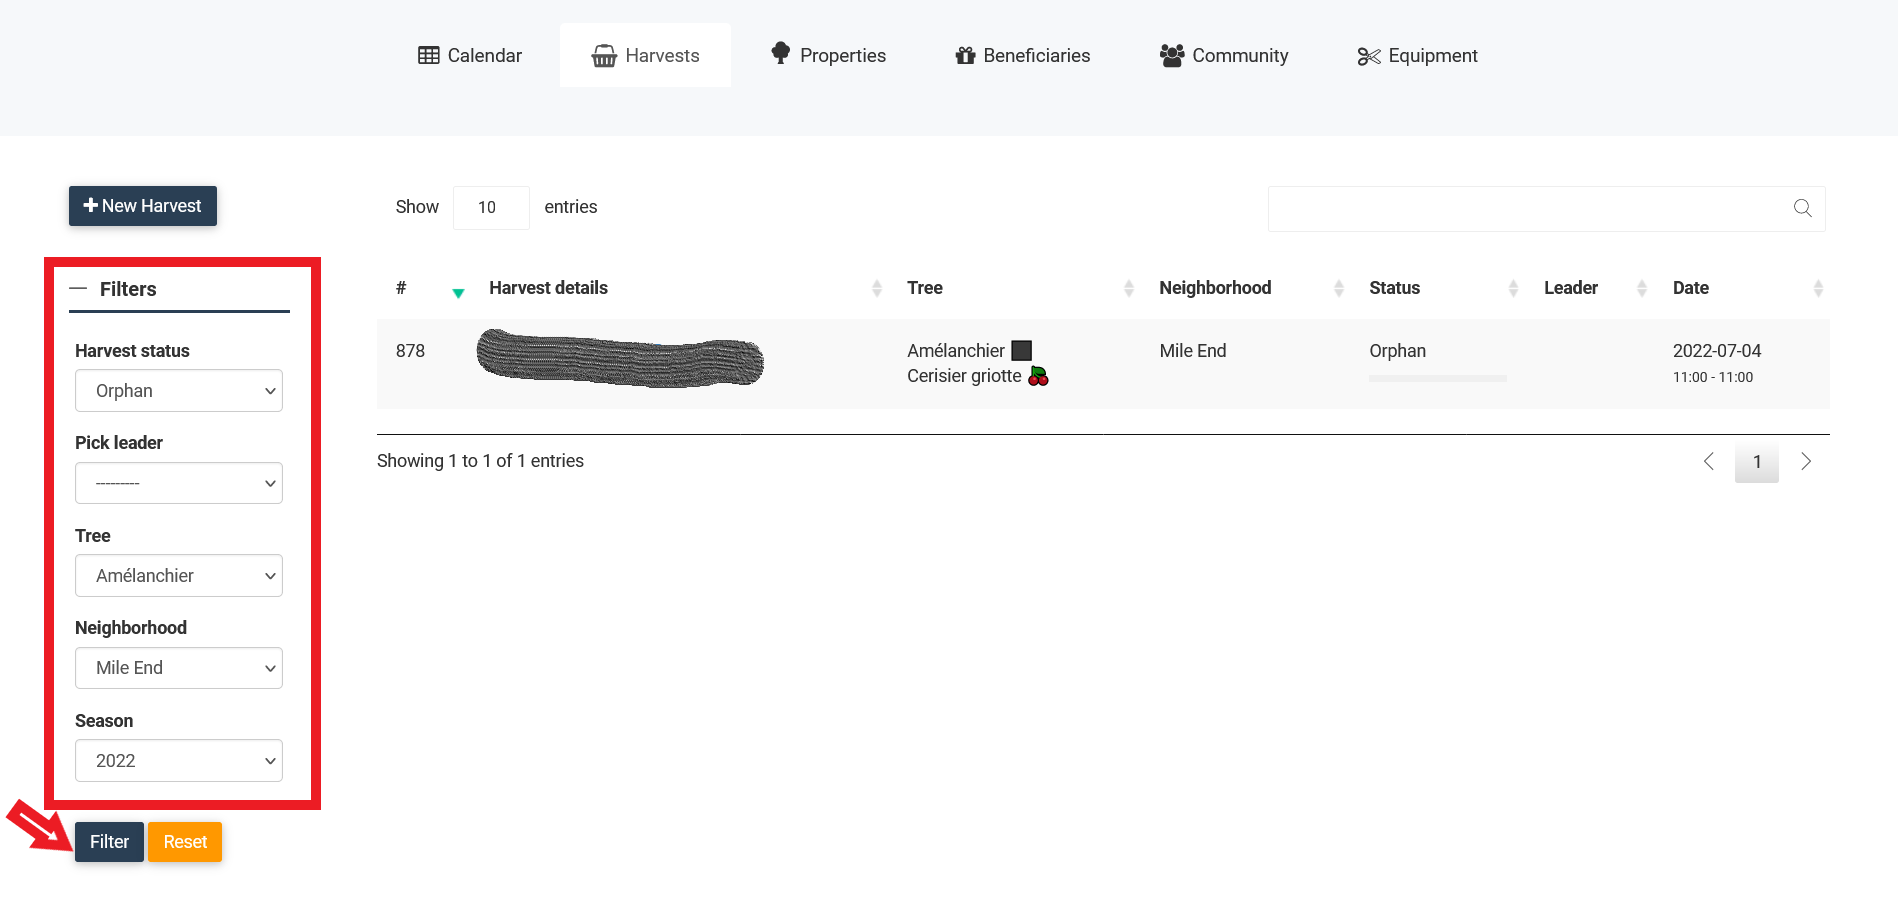 Calendar
Harvests
Properties
Beneficiaries
Community
Equipment
New Harvest
Show 10 entries
Filters
Harvest status
Orphan
Pick leader
---------
Tree
Amélanchier
Neighborhood
Mile End
Season
2022
Filter
Reset
# Harvest details Tree Neighborhood Status Leader Date
878 Amélanchier Mile End Orphan 2022-07-04
Cerisier griotte 11:00 - 11:00
Showing 1 to 1 of 1 entries
1